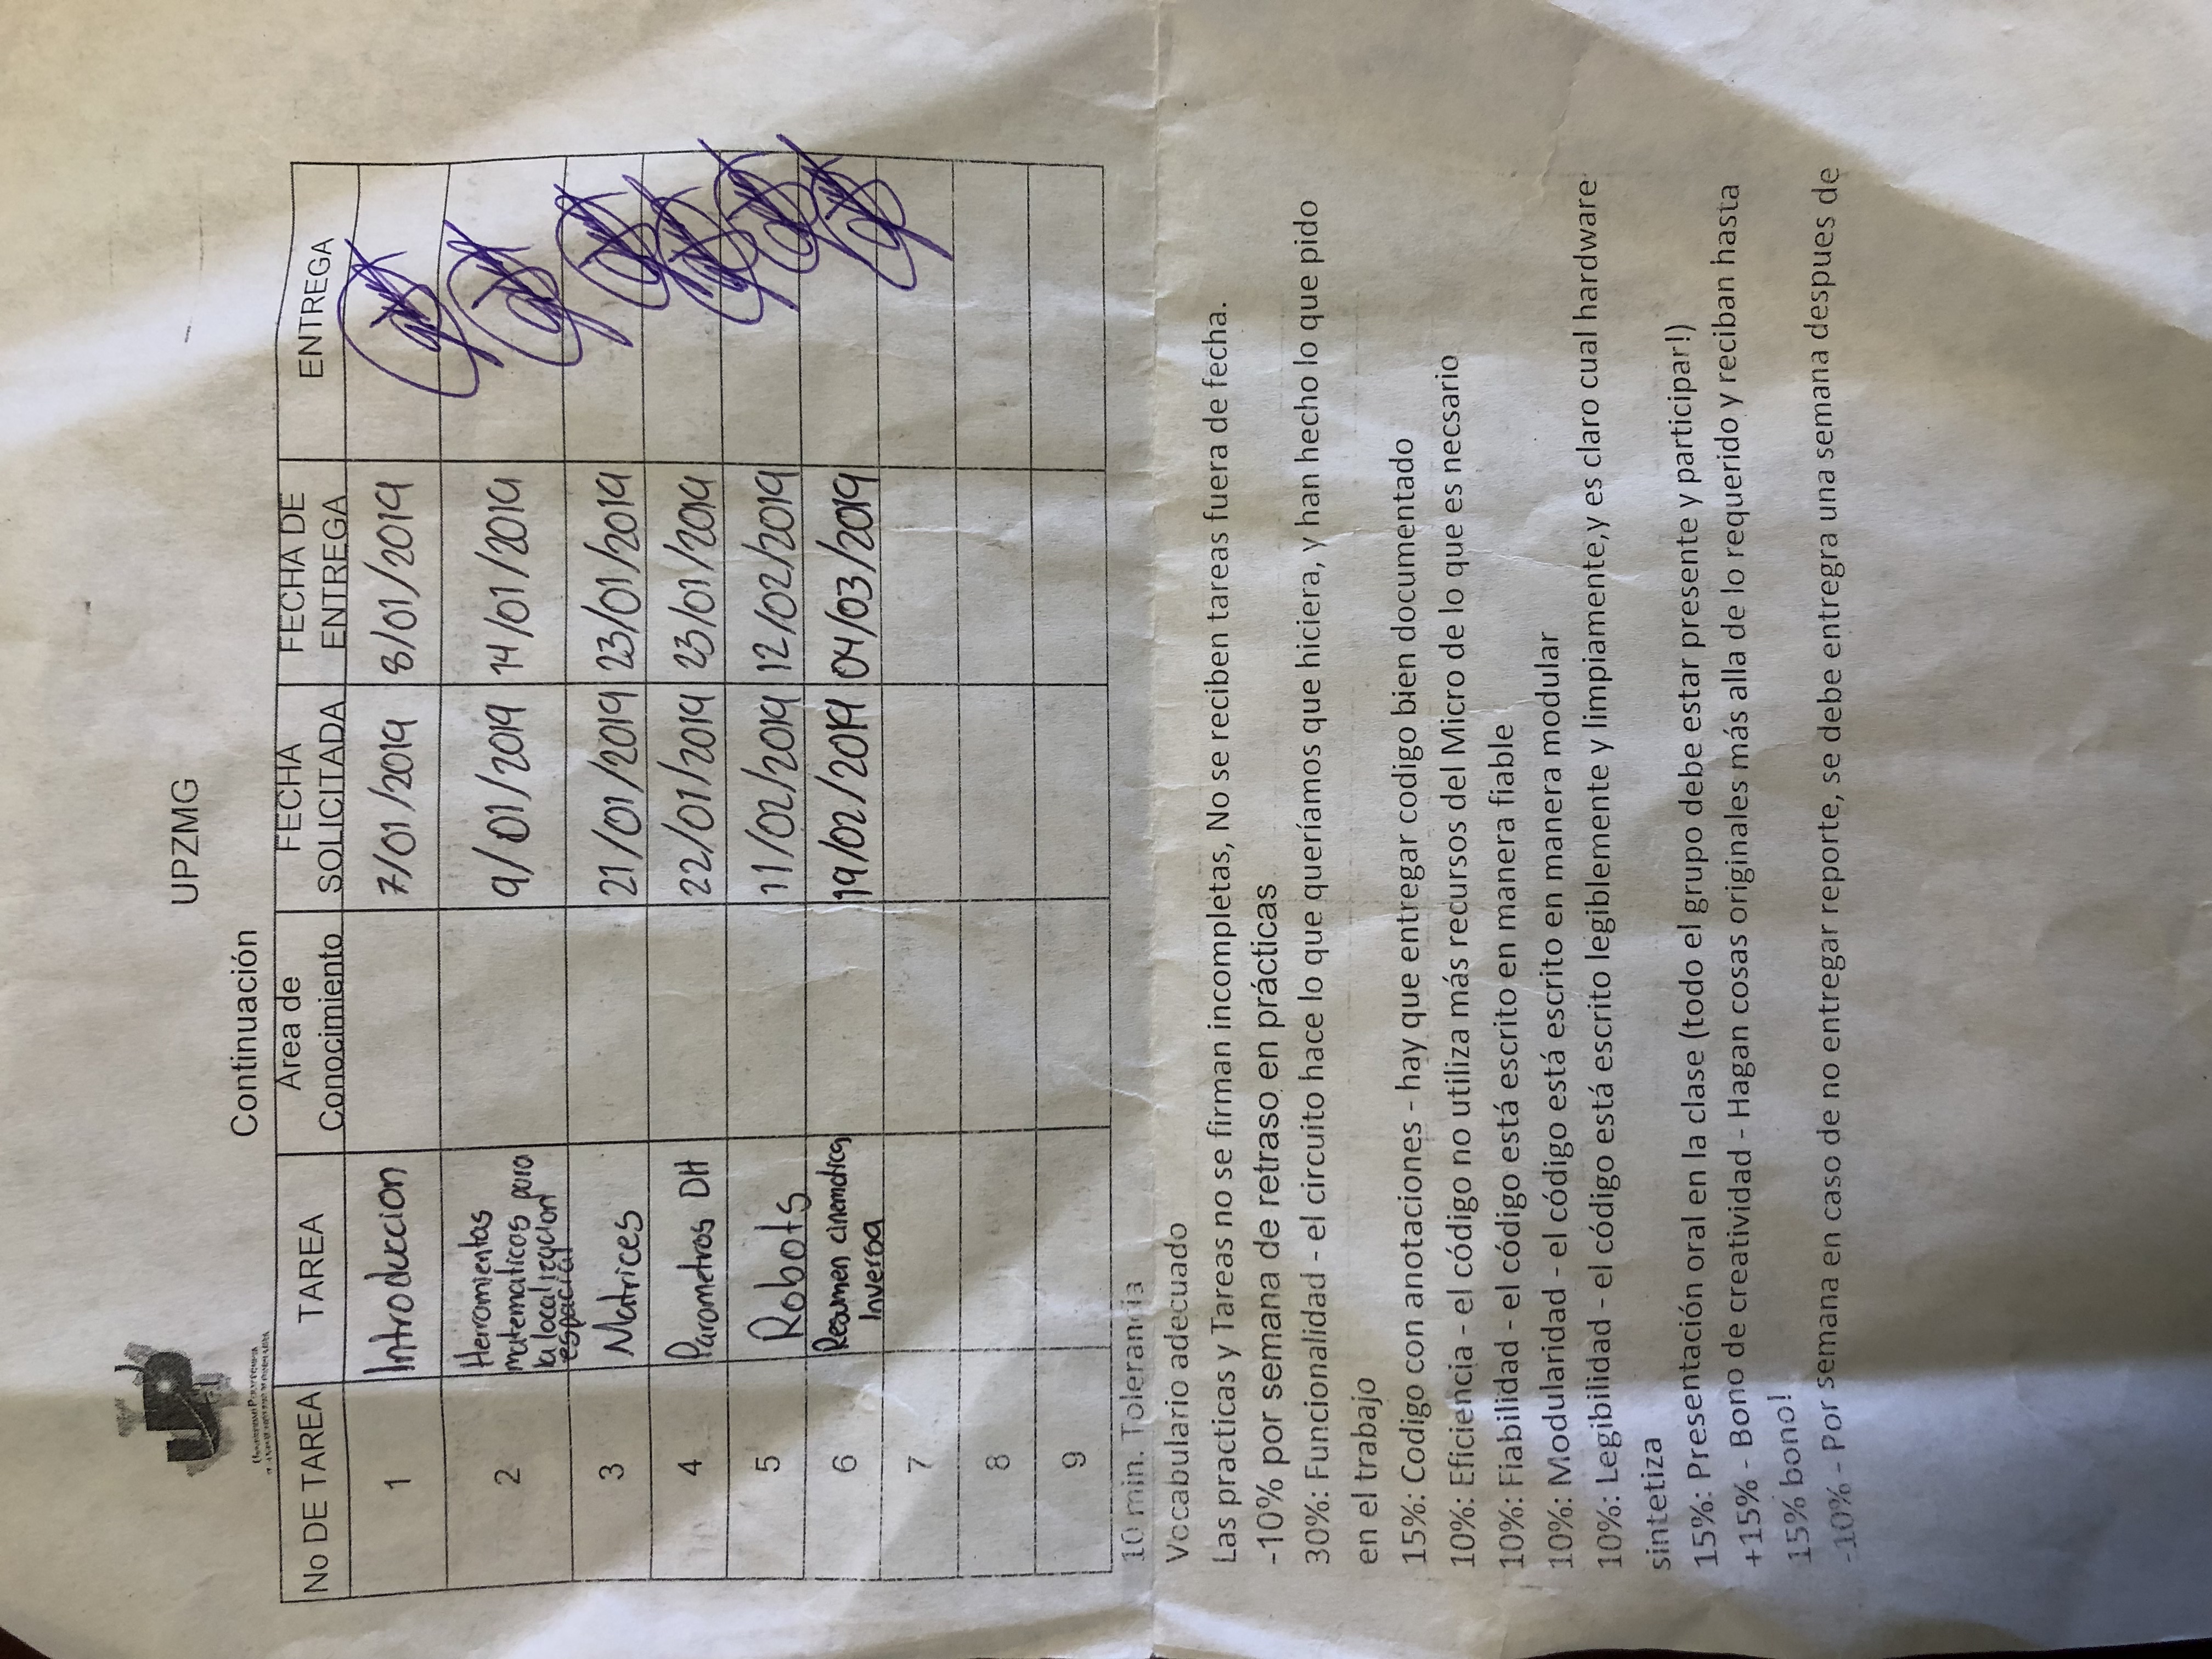 UPZMG
UNIVERSIDAD POLITECNICA
Continuación
No DE TAREA TAREA Área de Conocimiento FECHA SOLICITADA FECHA DE ENTREGA ENTREGA
1 Introduccion 7/01/2019 8/01/2019
2 Herramientas matematicas para la localizacion espacial 9/01/2019 14/01/2019
3 Matrices 21/01/2019 23/01/2019
4 Parametros DH 22/01/2019 23/01/2019
5 Robots 11/02/2019 12/02/2019
6 Resumen cinematica Inversa 19/02/2019 04/03/2019
7
8
9
10 min. Tolerancia
Vocabulario adecuado
Las practicas y Tareas no se firman incompletas, No se reciben tareas fuera de fecha.
-10% por semana de retraso en prácticas
30%: Funcionalidad - el circuito hace lo que queríamos que hiciera, y han hecho lo que pido
en el trabajo
15%: Codigo con anotaciones - hay que entregar codigo bien documentado
10%: Eficiencia - el código no utiliza más recursos del Micro de lo que es necsario
10%: Fiabilidad - el código está escrito en manera fiable
10%: Modularidad - el código está escrito en manera modular
10%: Legibilidad - el código está escrito legiblemente y limpiamente,y es claro cual hardware
sintetiza
15%: Presentación oral en la clase (todo el grupo debe estar presente y participar!)
+15% - Bono de creatividad - Hagan cosas originales más alla de lo requerido y reciban hasta
15% bono!
-10% - Por semana en caso de no entregar reporte, se debe entregra una semana despues de